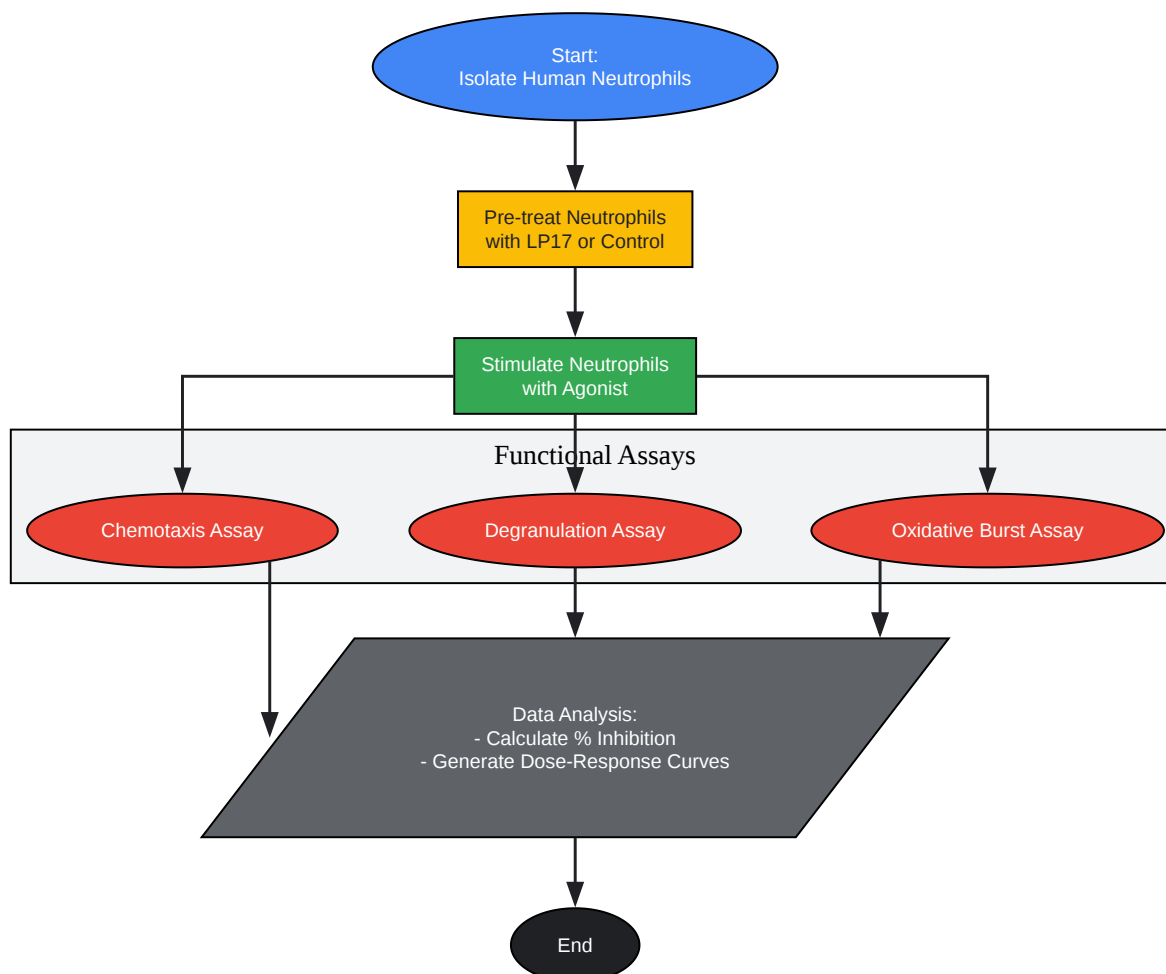 Start:
Isolate Human Neutrophils
Pre-treat Neutrophils
with LP17 or Control
Stimulate Neutrophils
with Agonist
Functional Assays
Chemotaxis Assay
Degranulation Assay
Oxidative Burst Assay
Data Analysis:
- Calculate % Inhibition
- Generate Dose-Response Curves
End